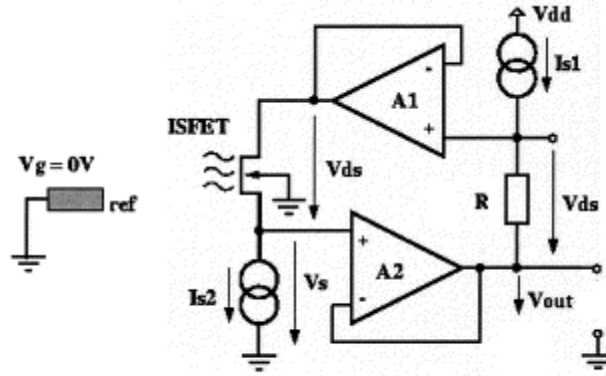 Vdd
Is1
-
A1
+
ISFET
Vg = 0V
ref
Vds
R
Vds
+
A2
-
Is2
Vs
Vout